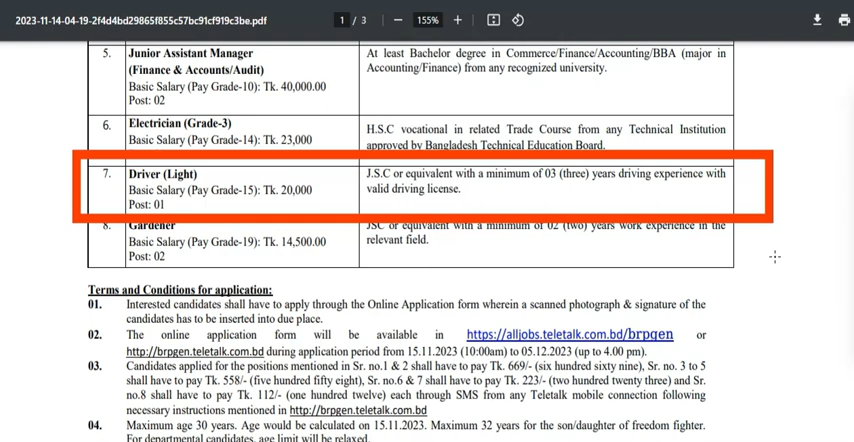 2023-11-14-04-19-2f4d4bd29865f855c57bc91cf919c3be.pdf
1 / 3
155%
5. Junior Assistant Manager
(Finance & Accounts/Audit)
Basic Salary (Pay Grade-10): Tk. 40,000.00
Post: 02
At least Bachelor degree in Commerce/Finance/Accounting/BBA (major in
Accounting/Finance) from any recognized university.
6. Electrician (Grade-3)
Basic Salary (Pay Grade-14): Tk. 23,000
H.S.C vocational in related Trade Course from any Technical Institution
approved by Bangladesh Technical Education Board.
7. Driver (Light)
Basic Salary (Pay Grade-15): Tk. 20,000
Post: 01
J.S.C or equivalent with a minimum of 03 (three) years driving experience with
valid driving license.
8. Gardener
Basic Salary (Pay Grade-19): Tk. 14,500.00
Post: 02
JSC or equivalent with a minimum of 02 (two) years work experience in the
relevant field.
Terms and Conditions for application:
01. Interested candidates shall have to apply through the Online Application form wherein a scanned photograph & signature of the
candidates has to be inserted into due place.
02. The online application form will be available in https://alljobs.teletalk.com.bd/brpgen or
http://brpgen.teletalk.com.bd during application period from 15.11.2023 (10:00am) to 05.12.2023 (up to 4.00 pm).
03. Candidates applied for the positions mentioned in Sr. no.1 & 2 shall have to pay Tk. 669/- (six hundred sixty nine), Sr. no. 3 to 5
shall have to pay Tk. 558/- (five hundred fifty eight), Sr. no.6 & 7 shall have to pay Tk. 223/- (two hundred twenty three) and Sr.
no.8 shall have to pay Tk. 112/- (one hundred twelve) each through SMS from any Teletalk mobile connection following
necessary instructions mentioned in http://brpgen.teletalk.com.bd
04. Maximum age 30 years. Age would be calculated on 15.11.2023. Maximum 32 years for the son/daughter of freedom fighter.
For departmental candidates, age limit will be relaxed.